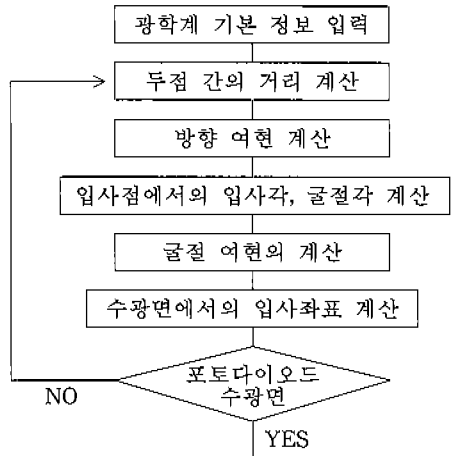 광학계 기본 정보 입력
두점 간의 거리 계산
방향 여현 계산
입사점에서의 입사각, 굴절각 계산
굴절 여현의 계산
수광면에서의 입사좌표 계산
포토다이오드
수광면
NO
YES